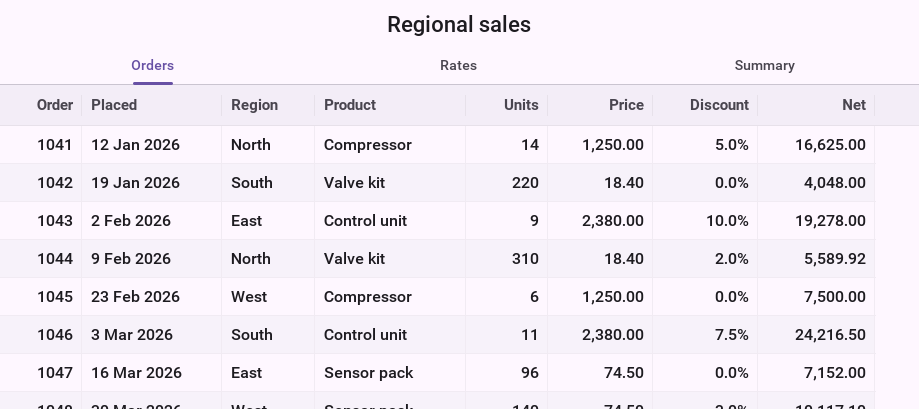 Regional sales
Orders Rates Summary
Order Placed Region Product Units Price Discount Net
1041 12 Jan 2026 North Compressor 14 1,250.00 5.0% 16,625.00
1042 19 Jan 2026 South Valve kit 220 18.40 0.0% 4,048.00
1043 2 Feb 2026 East Control unit 9 2,380.00 10.0% 19,278.00
1044 9 Feb 2026 North Valve kit 310 18.40 2.0% 5,589.92
1045 23 Feb 2026 West Compressor 6 1,250.00 0.0% 7,500.00
1046 3 Mar 2026 South Control unit 11 2,380.00 7.5% 24,216.50
1047 16 Mar 2026 East Sensor pack 96 74.50 0.0% 7,152.00